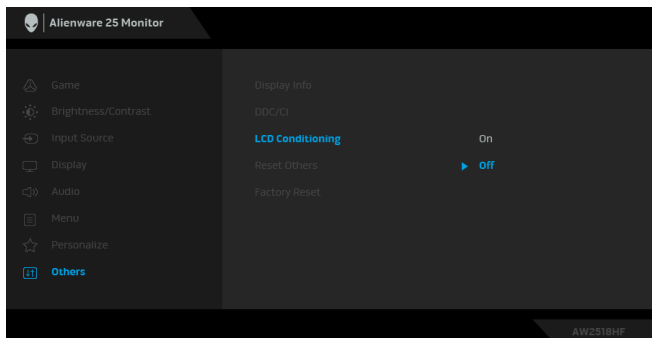 Alienware 25 Monitor
Game
Brightness/Contrast
Input Source
Display
Audio
Menu
Personalize
Others
Display Info
DDC/CI
LCD Conditioning
Reset Others
Factory Reset
On
Off
AW2518HF